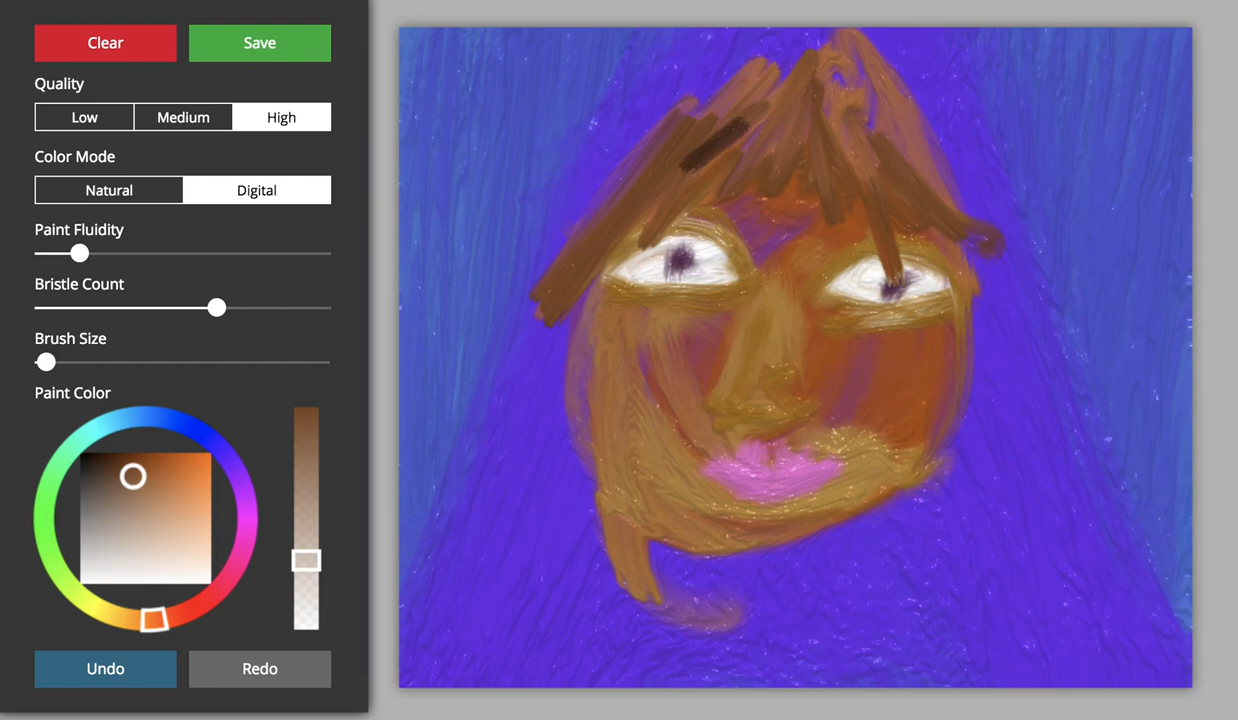 Clear Save
Quality
Low Medium High
Color Mode
Natural Digital
Paint Fluidity
Bristle Count
Brush Size
Paint Color
Undo Redo